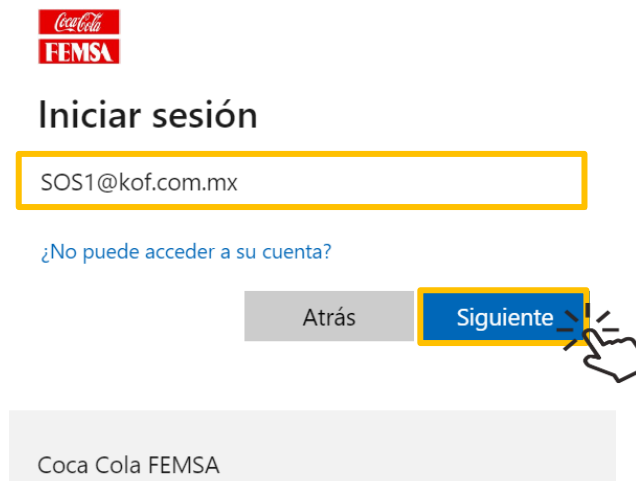 Coca-Cola
FEMSA
Iniciar sesión
SOS1@kof.com.mx
¿No puede acceder a su cuenta?
Atrás
Siguiente
Coca Cola FEMSA